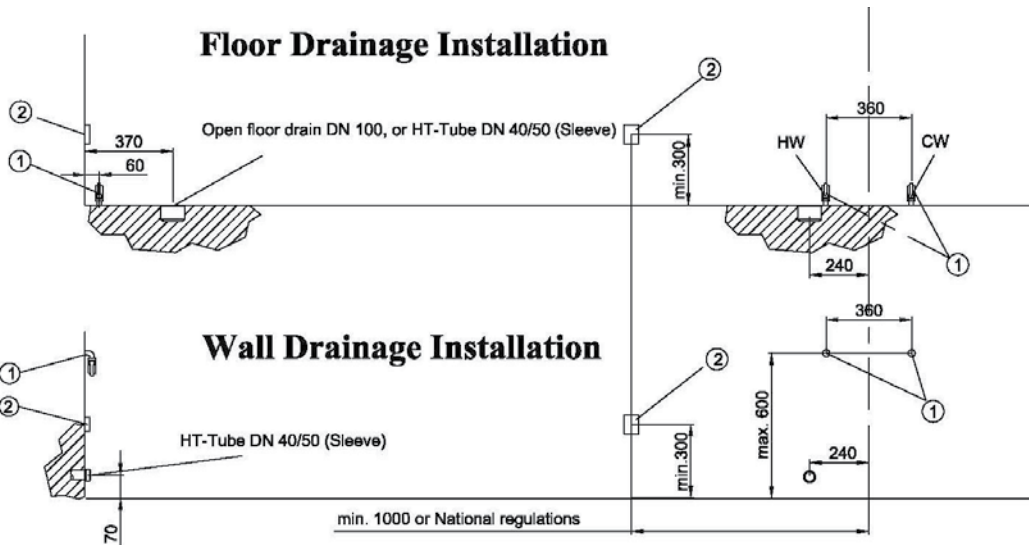 Floor Drainage Installation
2
2
360
370
Open floor drain DN 100, or HT-Tube DN 40/50 (Sleeve)
HW
CW
1
60
min.300
240
1
360
Wall Drainage Installation
1
2
2
1
HT-Tube DN 40/50 (Sleeve)
min.300
max. 600
240
min. 1000 or National regulations
70